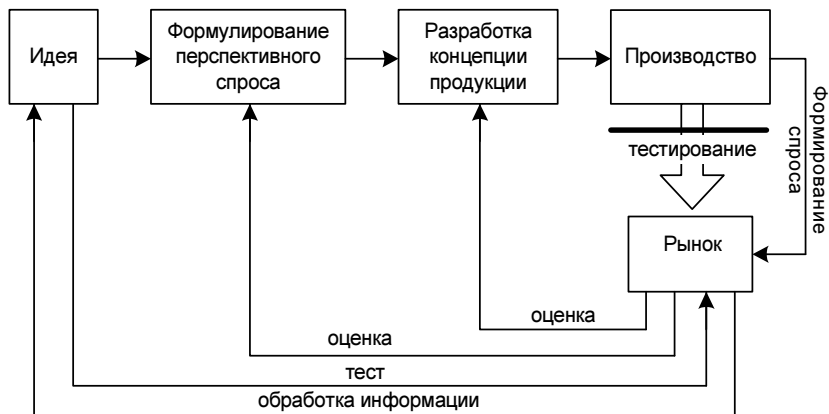 Идея
Формулирование
перспективного
спроса
Разработка
концепции
продукции
Производство
Формирование
спроса
тестирование
Рынок
оценка
оценка
тест
обработка информации